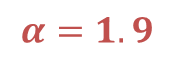 α = 1.9